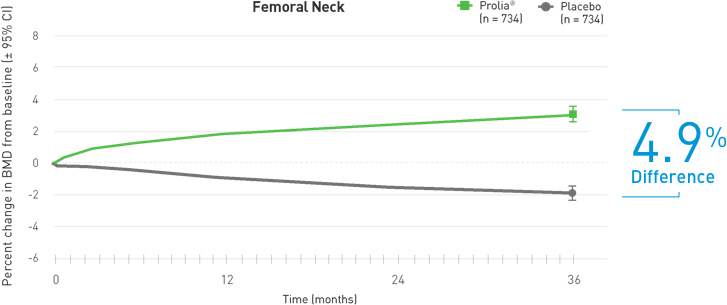 Femoral Neck
Prolia®
(n = 734)
Placebo
(n = 734)
Percent change in BMD from baseline (± 95% CI)
8
6
4
2
0
-2
-4
-6
0
12
24
36
Time (months)
4.9%
Difference